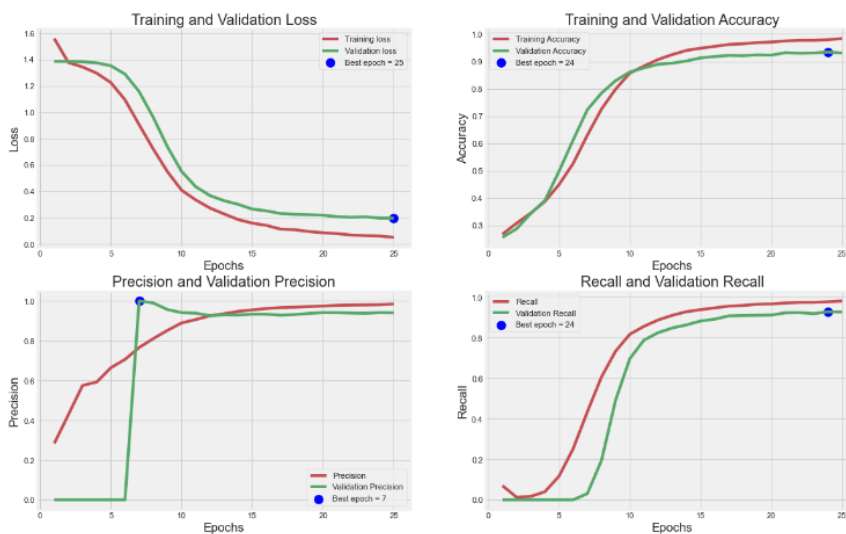 Training and Validation Loss
1.6
1.4
1.2
1.0
0.8
0.6
0.4
0.2
0.0
Loss
Training loss
Validation loss
Best epoch = 25
0
5
10
15
20
25
Epochs
Training and Validation Accuracy
1.0
0.9
0.8
0.7
0.6
0.5
0.4
0.3
Accuracy
Training Accuracy
Validation Accuracy
Best epoch = 24
0
5
10
15
20
25
Epochs
Precision and Validation Precision
1.0
0.8
0.6
0.4
0.2
0.0
Precision
Precision
Validation Precision
Best epoch = 7
0
5
10
15
20
25
Epochs
Recall and Validation Recall
1.0
0.8
0.6
0.4
0.2
0.0
Recall
Recall
Validation Recall
Best epoch = 24
0
5
10
15
20
25
Epochs